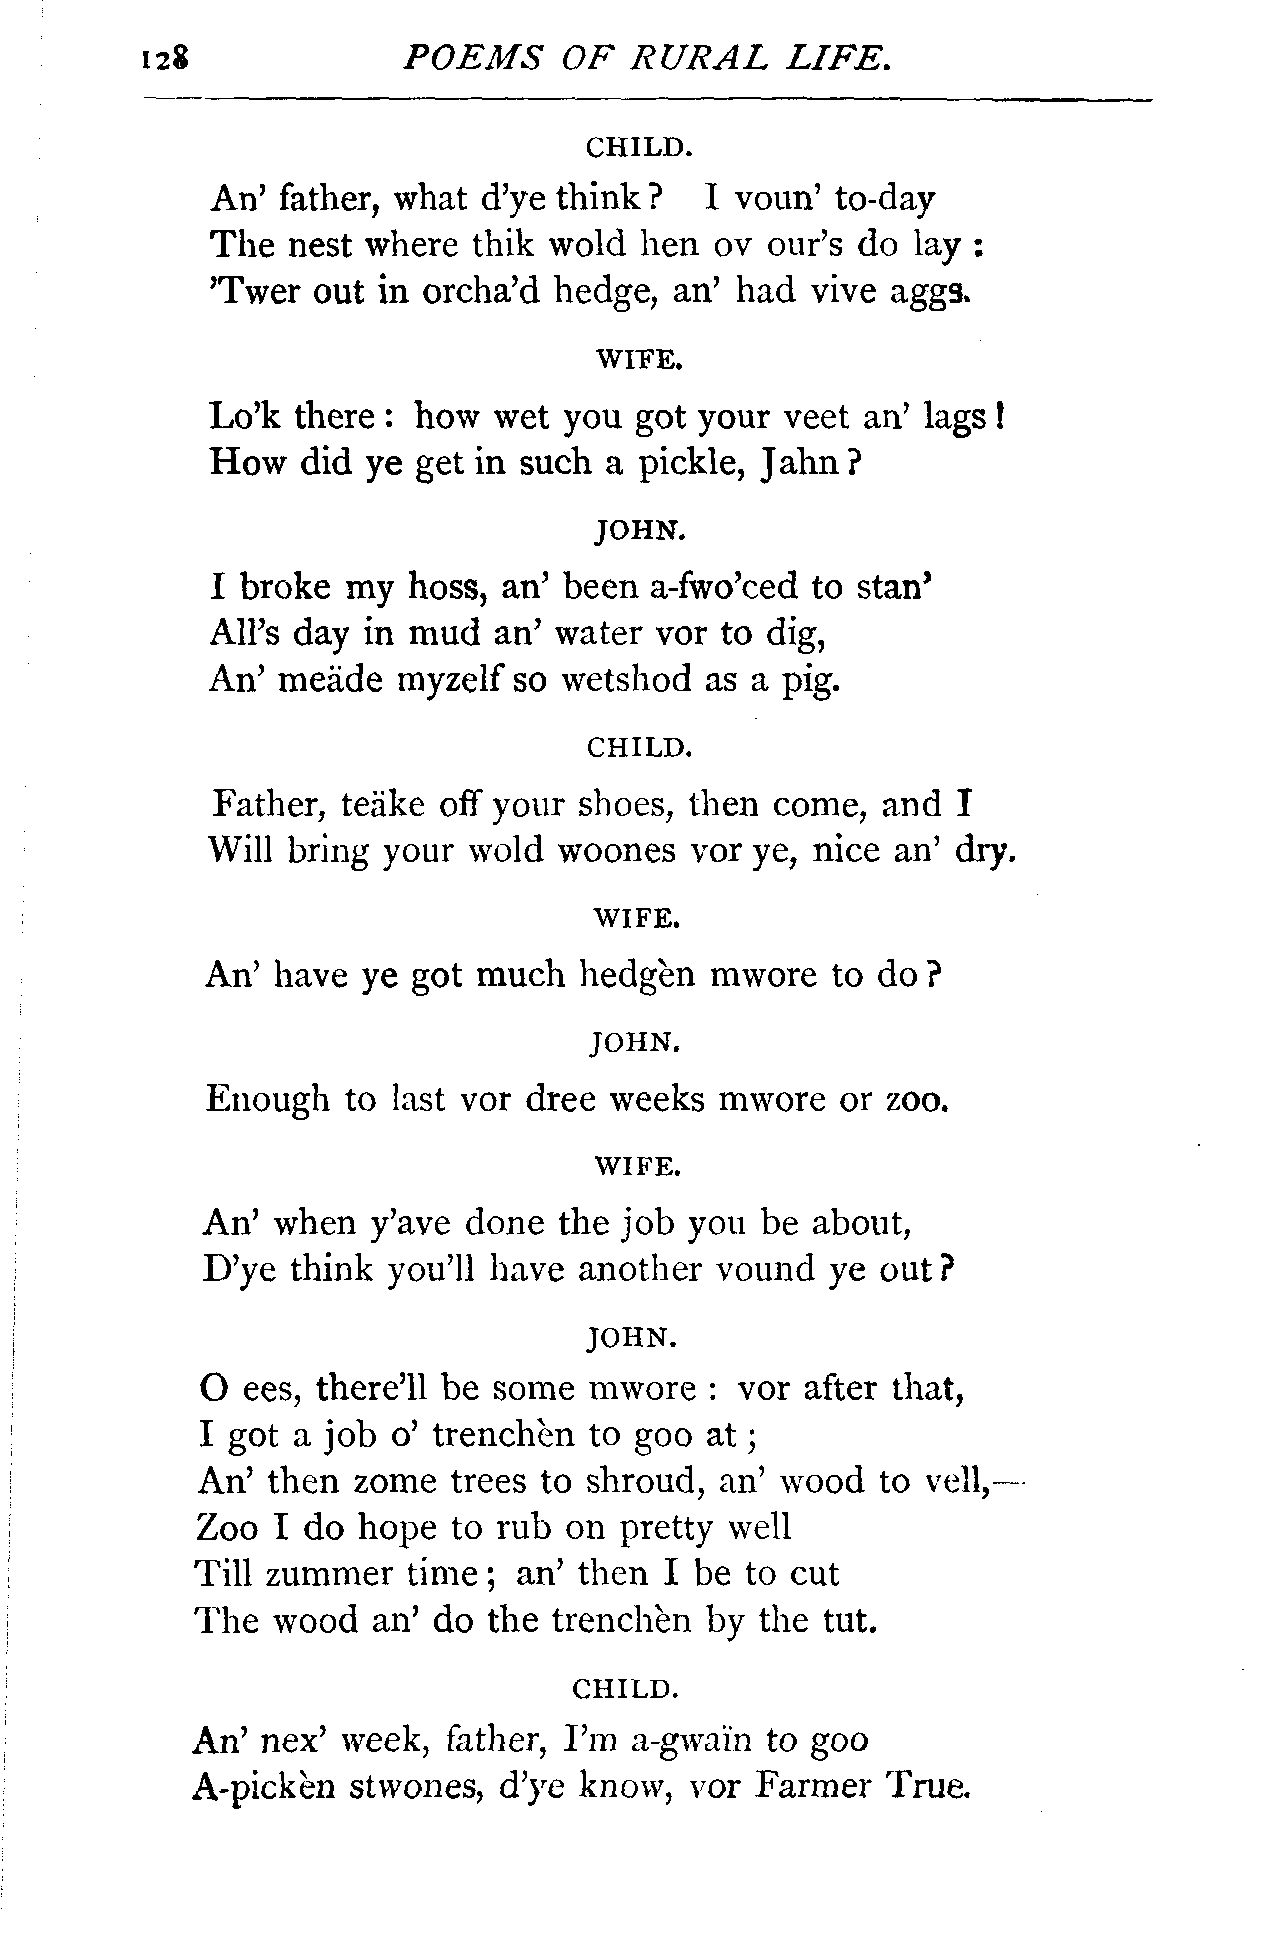 128 POEMS OF RURAL LIFE.
CHILD.
An' father, what d'ye think? I voun' to-day
The nest where thik wold hen ov our's do lay :
'Twer out in orcha'd hedge, an' had vive aggs.
WIFE.
Lo'k there : how wet you got your veet an' lags!
How did ye get in such a pickle, Jahn?
JOHN.
I broke my hoss, an' been a-fwo'ced to stan'
All's day in mud an' water vor to dig,
An' meäde myzelf so wetshod as a pig.
CHILD.
Father, teäke off your shoes, then come, and I
Will bring your wold woones vor ye, nice an' dry.
WIFE.
An' have ye got much hedgèn mwore to do?
JOHN.
Enough to last vor dree weeks mwore or zoo.
WIFE.
An' when y'ave done the job you be about,
D'ye think you'll have another vound ye out?
JOHN.
O ees, there'll be some mwore : vor after that,
I got a job o' trenchèn to goo at ;
An' then zome trees to shroud, an' wood to vell,—
Zoo I do hope to rub on pretty well
Till zummer time ; an' then I be to cut
The wood an' do the trenchèn by the tut.
CHILD.
An' nex' week, father, I'm a-gwaïn to goo
A-pickèn stwones, d'ye know, vor Farmer True.